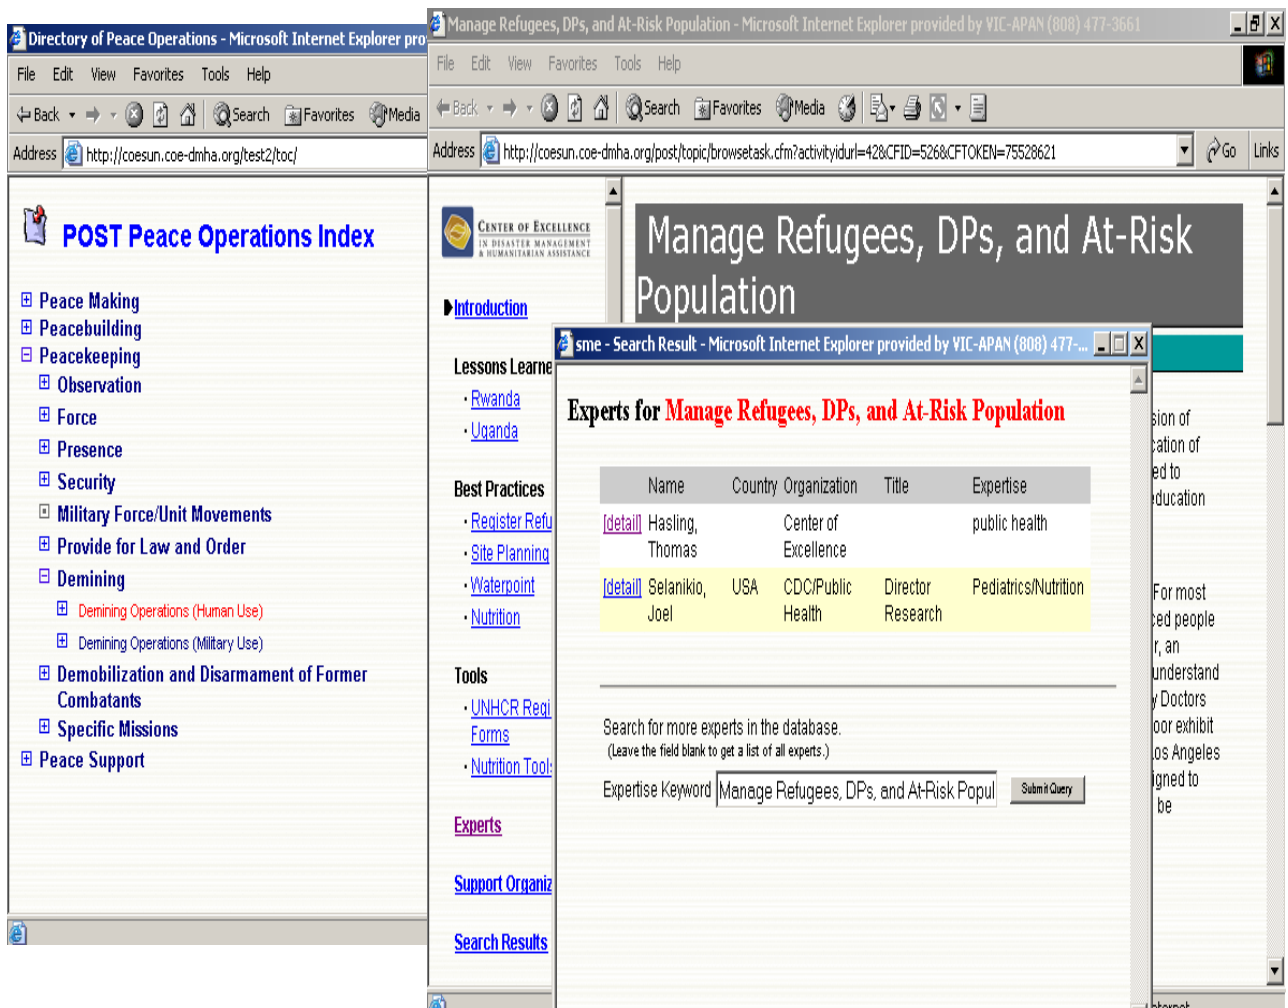 Directory of Peace Operations - Microsoft Internet Explorer pro
File Edit View Favorites Tools Help
Back Search Favorites Media
Address http://coesun.coe-dmha.org/test2/toc/
POST Peace Operations Index
Peace Making
Peacebuilding
Peacekeeping
Observation
Force
Presence
Security
Military Force/Unit Movements
Provide for Law and Order
Demining
Demining Operations (Human Use)
Demining Operations (Military Use)
Demobilization and Disarmament of Former
Combatants
Specific Missions
Peace Support
Manage Refugees, DPs, and At-Risk Population - Microsoft Internet Explorer provided by VIC-APAN (808) 477-3661
File Edit View Favorites Tools Help
Back Search Favorites Media
Address http://coesun.coe-dmha.org/post/topic/browsetask.cfm?activityidurl=42&CFID=526&CFTOKEN=75528621 Go Links
CENTER OF EXCELLENCE
IN DISASTER MANAGEMENT
& HUMANITARIAN ASSISTANCE
Introduction
Lessons Learne
· Rwanda
· Uganda
Best Practices
· Register Refu
· Site Planning
· Waterpoint
· Nutrition
Tools
· UNHCR Regi
Forms
· Nutrition Tool
Experts
Support Organiz
Search Results
Manage Refugees, DPs, and At-Risk
Population
sion of
cation of
ed to
education
For most
ced people
r, an
understand
y Doctors
oor exhibit
Los Angeles
igned to
be
sme - Search Result - Microsoft Internet Explorer provided by VIC-APAN (808) 477-...
Experts for Manage Refugees, DPs, and At-Risk Population
Name Country Organization Title Expertise
[detail] Hasling, Center of public health
Thomas Excellence
[detail] Selanikio, USA CDC/Public Director Pediatrics/Nutrition
Joel Health Research
Search for more experts in the database.
(Leave the field blank to get a list of all experts.)
Expertise Keyword Manage Refugees, DPs, and At-Risk Popul Submit Query